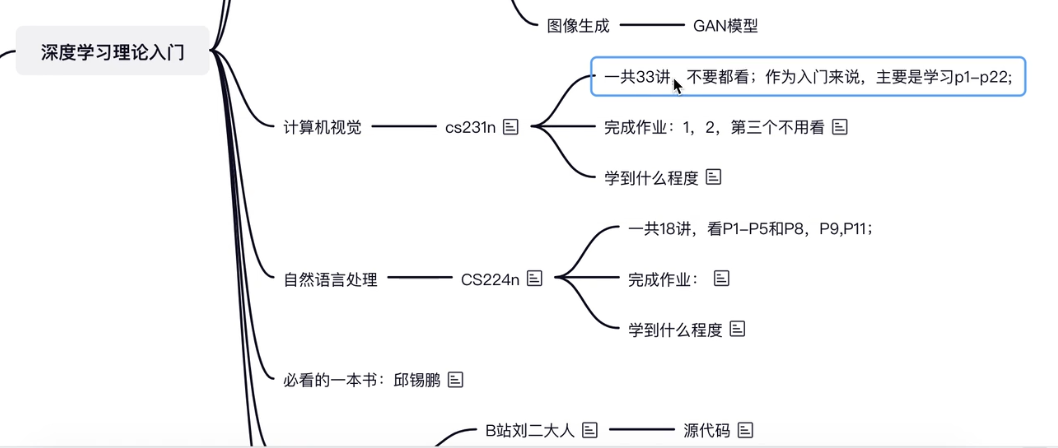 图像生成
GAN模型
深度学习理论入门
一共33讲，不要都看；作为入门来说，主要是学习p1-p22;
计算机视觉
cs231n
完成作业：1，2，第三个不用看
学到什么程度
一共18讲，看P1-P5和P8，P9,P11；
自然语言处理
CS224n
完成作业：
学到什么程度
必看的一本书：邱锡鹏
B站刘二大人
源代码